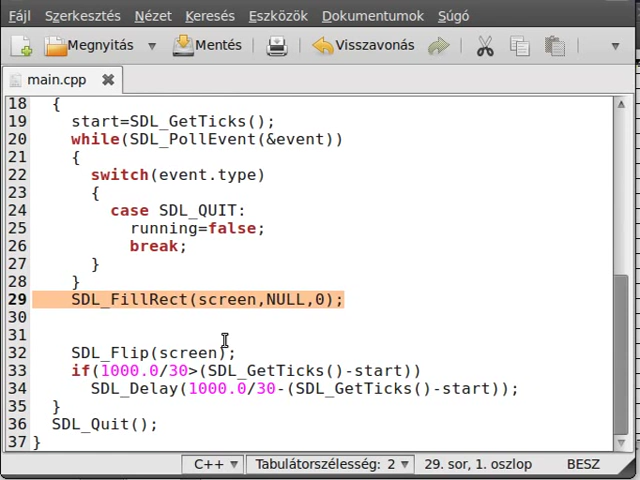 Fájl Szerkesztés Nézet Keresés Eszközök Dokumentumok Súgó
Megnyitás Mentés Visszavonás
main.cpp
18 {
19 start=SDL_GetTicks();
20 while(SDL_PollEvent(&event))
21 {
22 switch(event.type)
23 {
24 case SDL_QUIT:
25 running=false;
26 break;
27 }
28 }
29 SDL_FillRect(screen,NULL,0);
30
31
32 SDL_Flip(screen);
33 if(1000.0/30>(SDL_GetTicks()-start))
34 SDL_Delay(1000.0/30-(SDL_GetTicks()-start));
35 }
36 SDL_Quit();
37 }
C++ Tabulátorszélesség: 2 29. sor, 1. oszlop BESZ